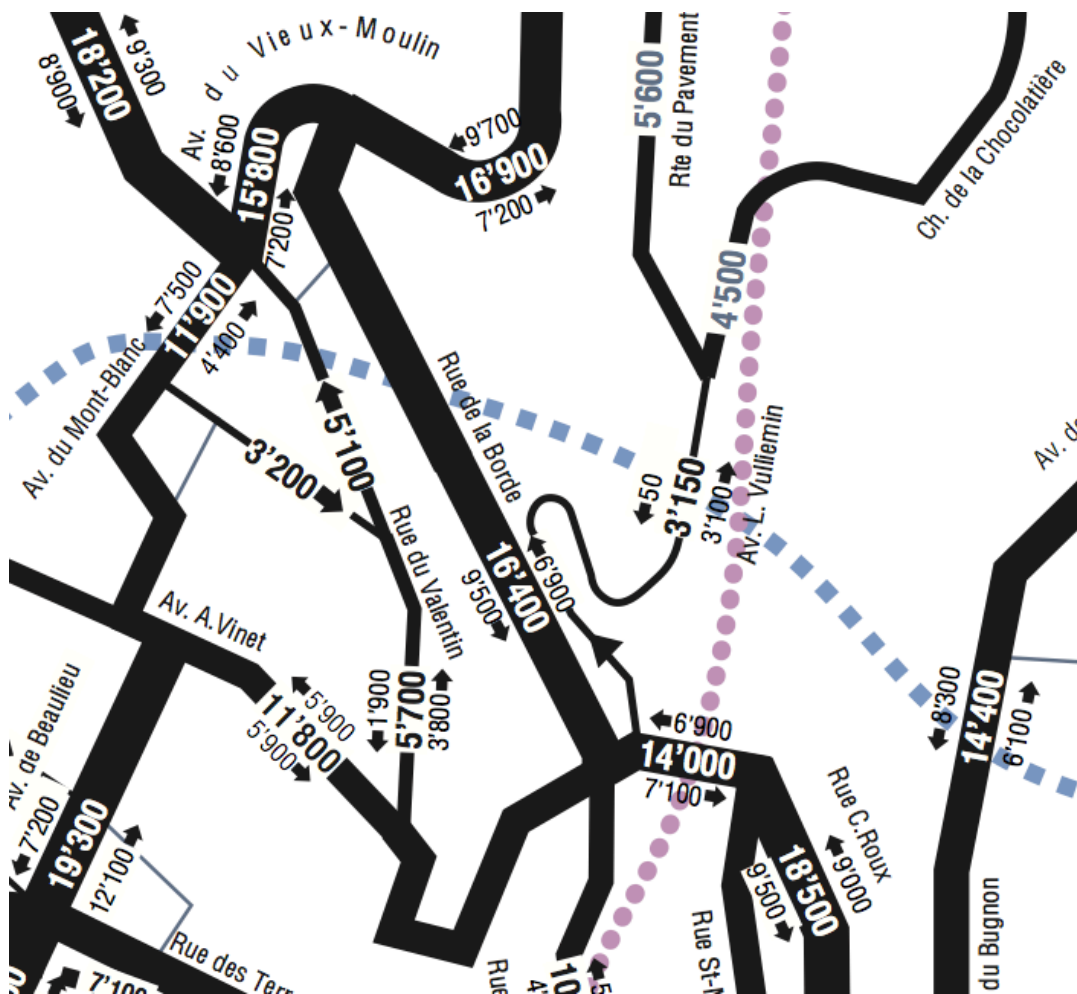 18'200
9'300
8'900
Av. du Vieux-Moulin
8'600
15'800
7'200
9'700
16'900
7'200
5'600
Rte du Pavement
Ch. de la Chocolatière
4'500
7'500
11'900
4'400
Av. du Mont-Blanc
3'200
5'100
Rue du Valentin
Rue de la Borde
16'400
9'500
6'900
50
3'150
3'100
Av. L. Vulliemin
Av. de
Av. A.Vinet
5'900
11'800
5'900
1'900
5'700
3'800
6'900
14'000
7'100
8'300
14'400
6'100
Av. de Beaulieu
7'200
19'300
12'100
Rue des Terr
7'100
Rue
10
Rue St-M
9'500
18'500
9'000
Rue C.Roux
du Bugnon